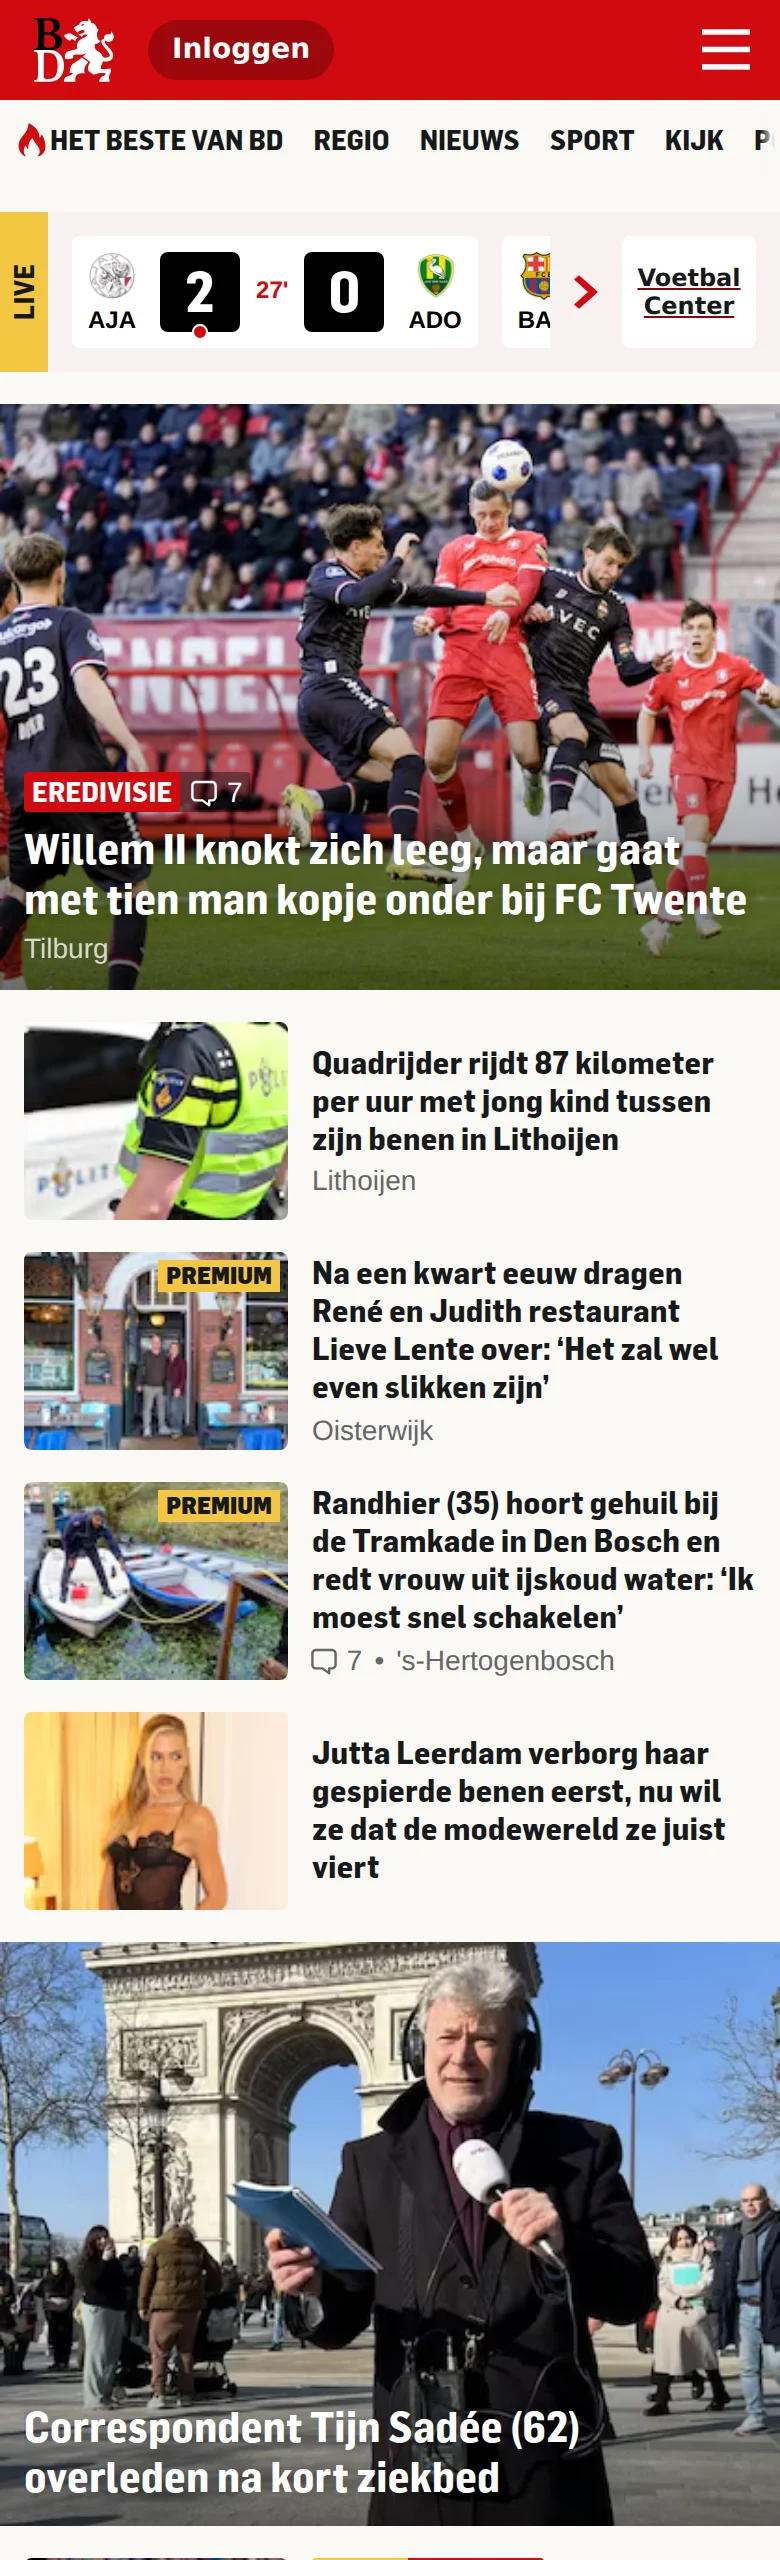 BD
Inloggen
HET BESTE VAN BD REGIO NIEUWS SPORT KIJK
LIVE
AJA 2 27' 0 ADO
BA
Voetbal
Center
ENGEL
23
AVEC
EREDIVISIE 7
Willem II knokt zich leeg, maar gaat
met tien man kopje onder bij FC Twente
Tilburg
Quadrijder rijdt 87 kilometer
per uur met jong kind tussen
zijn benen in Lithoijen
Lithoijen
PREMIUM
Na een kwart eeuw dragen
René en Judith restaurant
Lieve Lente over: ‘Het zal wel
even slikken zijn’
Oisterwijk
PREMIUM
Randhier (35) hoort gehuil bij
de Tramkade in Den Bosch en
redt vrouw uit ijskoud water: ‘Ik
moest snel schakelen’
7 • 's-Hertogenbosch
Jutta Leerdam verborg haar
gespierde benen eerst, nu wil
ze dat de modewereld ze juist
viert
Correspondent Tijn Sadée (62)
overleden na kort ziekbed